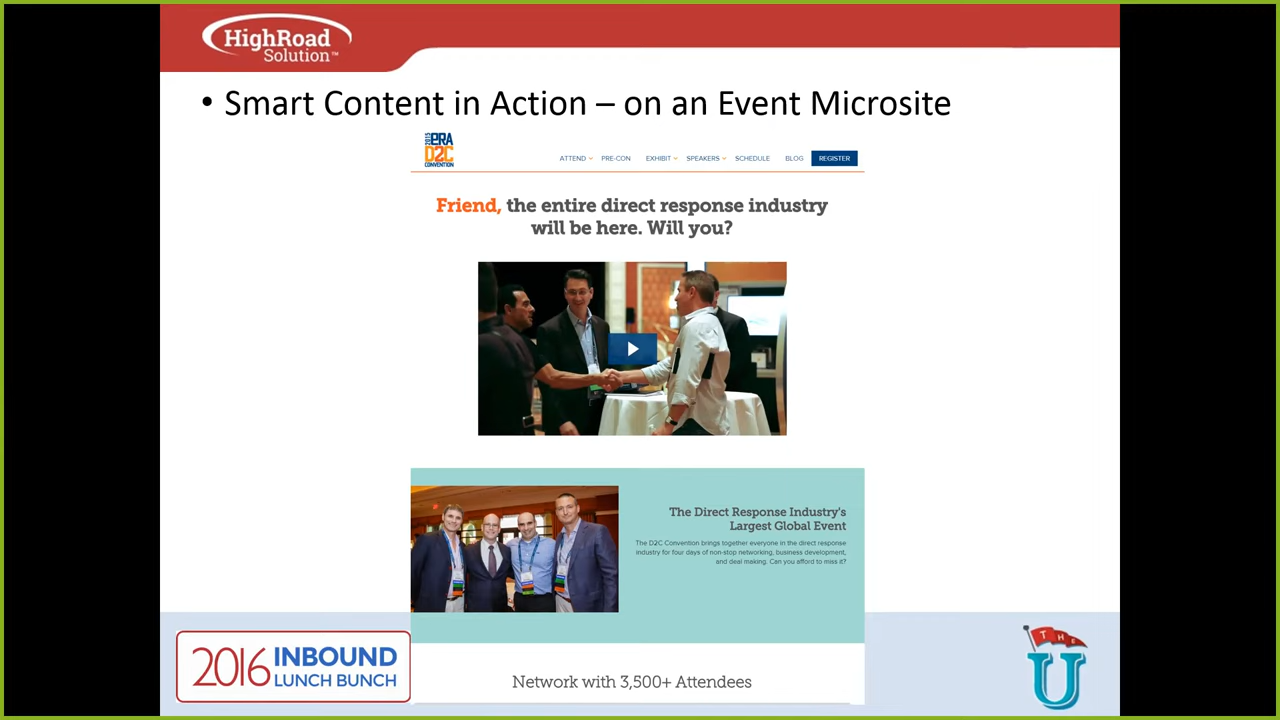 HighRoad
Solution™
• Smart Content in Action – on an Event Microsite
2015 ERA
D2C
CONVENTION
ATTEND PRE-CON EXHIBIT SPEAKERS SCHEDULE BLOG REGISTER
Friend, the entire direct response industry
will be here. Will you?
The Direct Response Industry's
Largest Global Event
The D2C Convention brings together everyone in the direct response
industry for four days of non-stop networking, business development,
and deal making. Can you afford to miss it?
2016 INBOUND
LUNCH BUNCH
Network with 3,500+ Attendees
THE
U